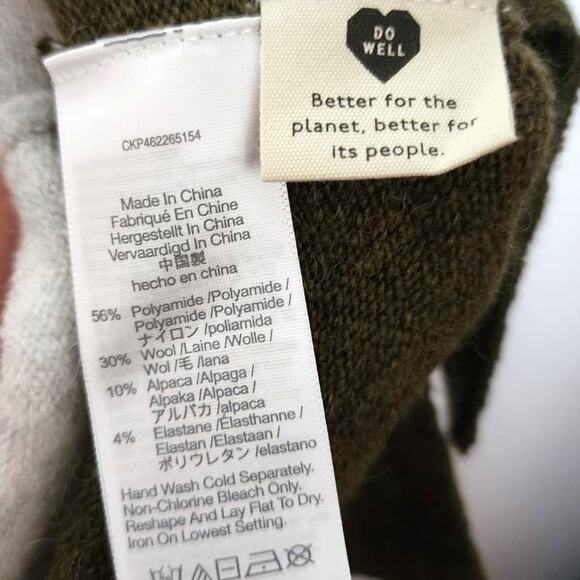 DO
WELL
Better for the
planet, better for
its people.
CKP462265154
Made In China
Fabriqué En Chine
Hergestellt In China
Vervaardigd In China
中国製
hecho en china
56% Polyamide /Polyamide /
Polyamide /Polyamide /
ナイロン /poliamida
30% Wool /Laine /Wolle /
Wol /毛 /lana
10% Alpaca /Alpaga /
Alpaka /Alpaca /
アルパカ /alpaca
4% Elastane /Élasthanne /
Elastan /Elastaan /
ポリウレタン /elastano
Hand Wash Cold Separately.
Non-Chlorine Bleach Only.
Reshape And Lay Flat To Dry.
Iron On Lowest Setting.